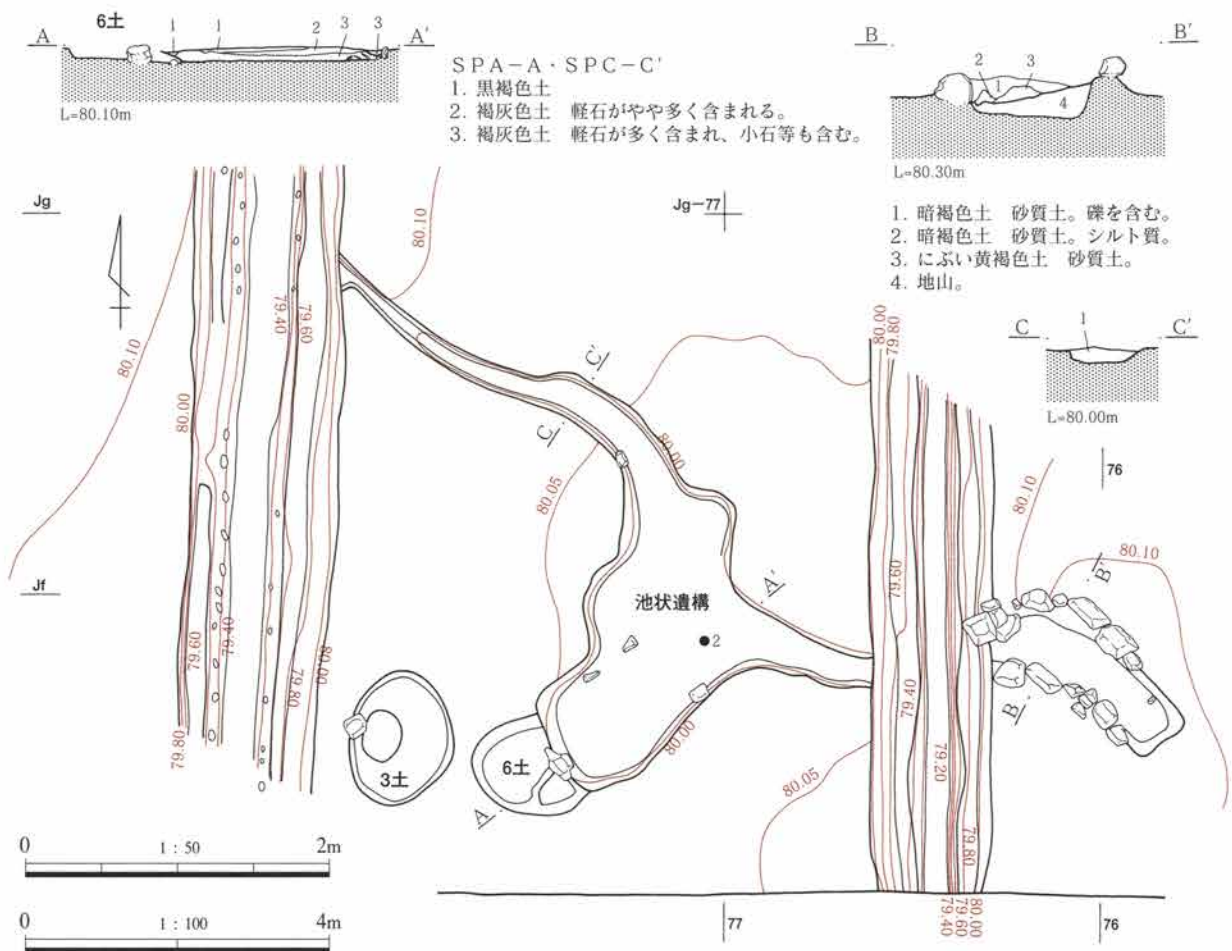 6土
A 1 1 2 3 3 A'
L=80.10m
SPA-A・SPC-C'
1. 黒褐色土
2. 褐灰色土 軽石がやや多く含まれる。
3. 褐灰色土 軽石が多く含まれ、小石等も含む。
B B'
2 1 3 4
L=80.30m
1. 暗褐色土 砂質土。礫を含む。
2. 暗褐色土 砂質土。シルト質。
3. にぶい黄褐色土 砂質土。
4. 地山。
C 1 C'
L=80.00m
Jg
Jg-77
80.10
80.10
79.40
79.60
80.00
80.00
79.80
C'
C
80.00
76
80.05
80.10
80.10
Jf
79.60
79.40
79.60
池状遺構
A'
B'
2
80.00
79.80
79.40
B
79.80
3土
6土
80.00
A
80.05
79.20
79.80
0 1:50 2m
0 1:100 4m
77
79.40
79.60
80.00
76